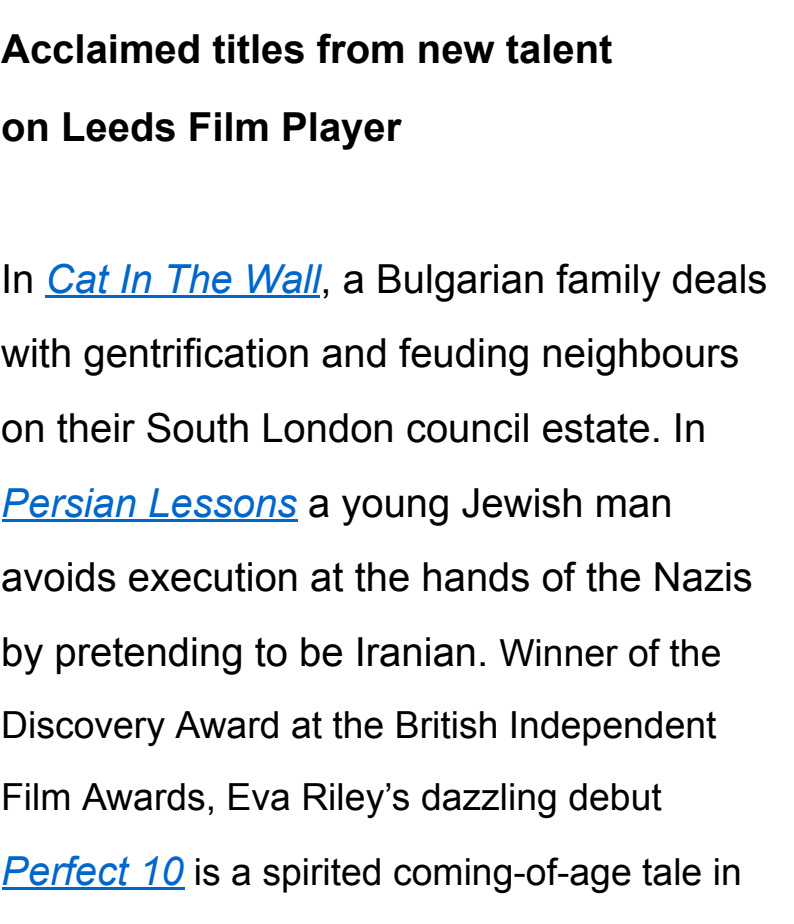 Acclaimed titles from new talent
on Leeds Film Player
In Cat In The Wall, a Bulgarian family deals
with gentrification and feuding neighbours
on their South London council estate. In
Persian Lessons a young Jewish man
avoids execution at the hands of the Nazis
by pretending to be Iranian. Winner of the
Discovery Award at the British Independent
Film Awards, Eva Riley’s dazzling debut
Perfect 10 is a spirited coming-of-age tale in